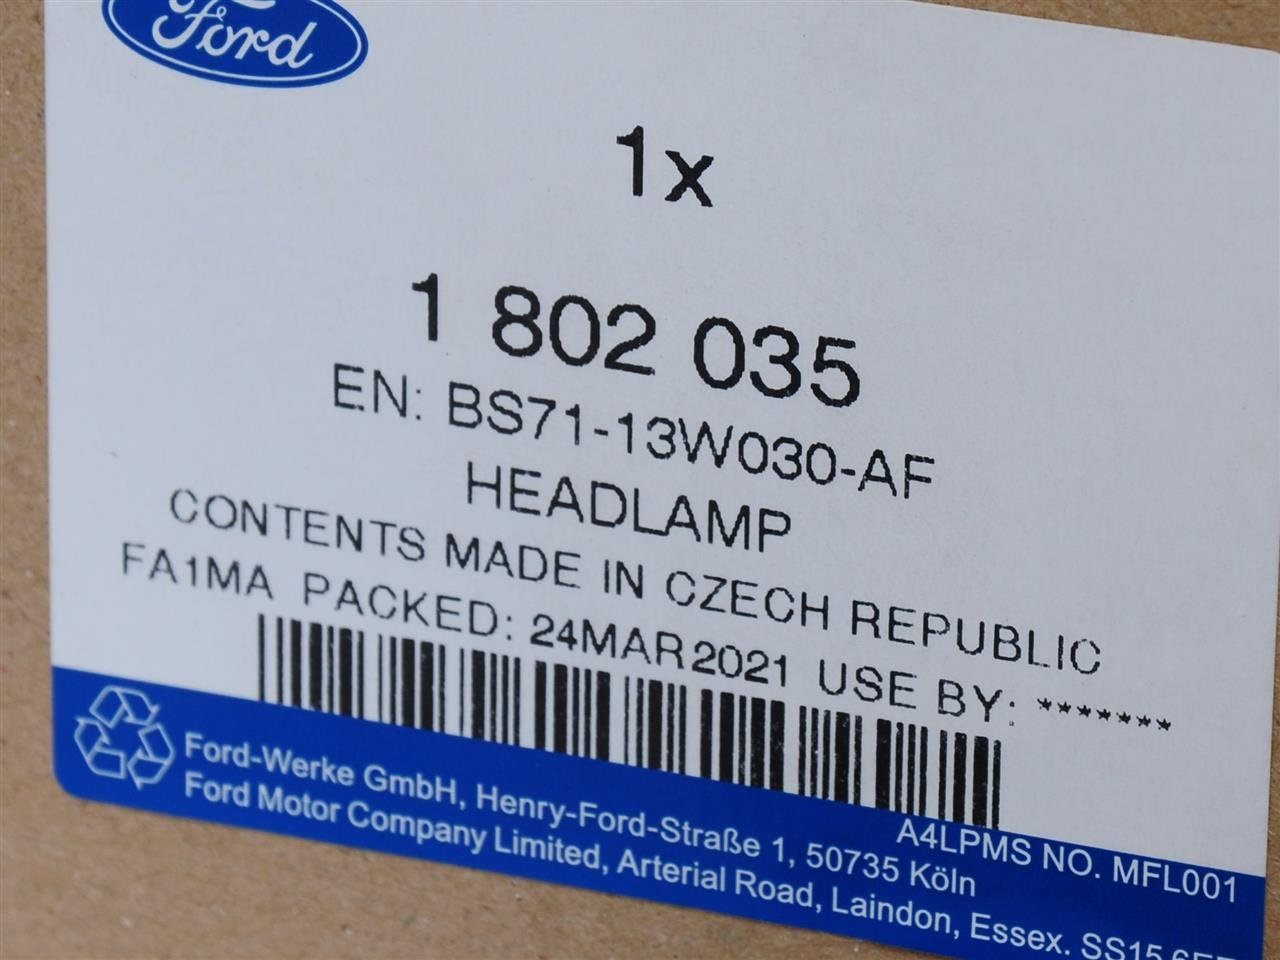 Ford
1x
1 802 035
EN: BS71-13W030-AF
HEADLAMP
CONTENTS MADE IN CZECH REPUBLIC
FA1MA PACKED: 24MAR2021 USE BY: *******
A4LPMS NO. MFL001
Ford-Werke GmbH, Henry-Ford-Straße 1, 50735 Köln
Ford Motor Company Limited, Arterial Road, Laindon, Essex. SS15